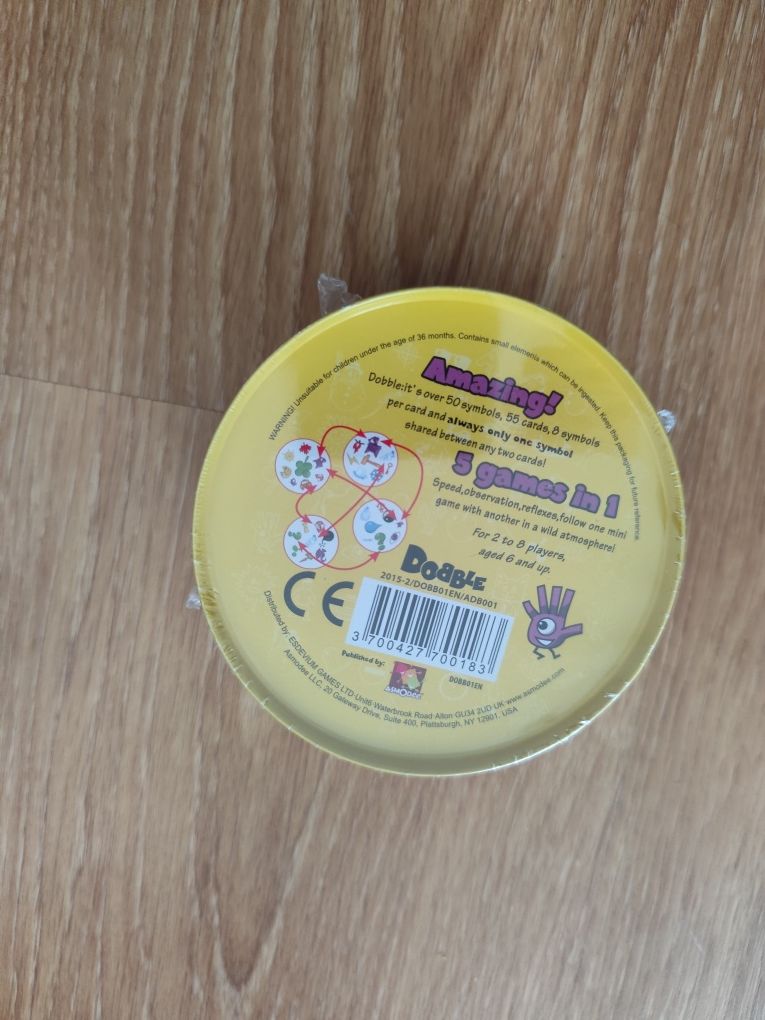 WARNING! Unsuitable for children under the age of 36 months. Contains small elements which can be ingested. Keep this packaging for future reference.
Amazing!
Dobble:it's over 50 symbols, 55 cards, 8 symbols
per card and always only one symbol
shared between any two cards!
5 games in 1
Speed,observation,reflexes,follow one mini
game with another in a wild atmosphere!
For 2 to 8 players,
aged 6 and up.
DOBBLE
2015-2/DOBB01EN/ADB001
CE
3 700427 700183
Published by:
ASMODEE
DOBB01EN
Distributed by: ESDEVIUM GAMES LTD-Unit6-Waterbrook Road-Alton GU34 2UD-UK-www.asmodee.com
Asmodee LLC, 20 Gateway Drive, Suite 400, Plattsburgh, NY 12901. USA